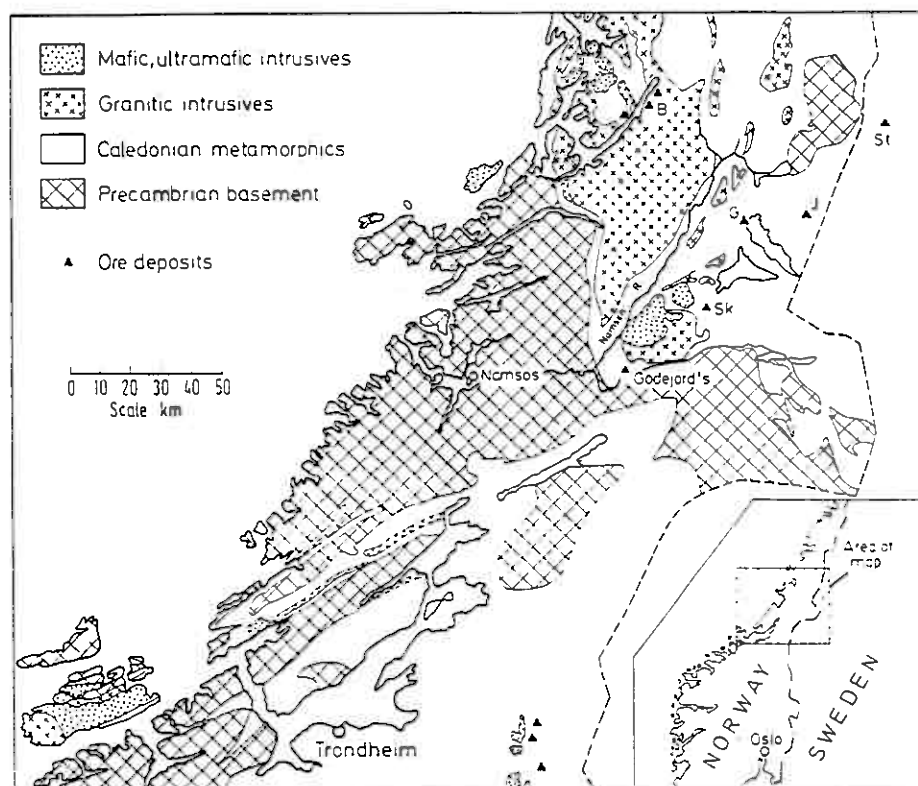 Mafic, ultramafic intrusives
Granitic intrusives
Caledonian metamorphics
Precambrian basement
Ore deposits
0 10 20 30 40 50
Scale km
B
St
G
J
Namsen R
Sk
Namsos
Godejord's
Trondheim
Area of
map
NORWAY
SWEDEN
Oslo